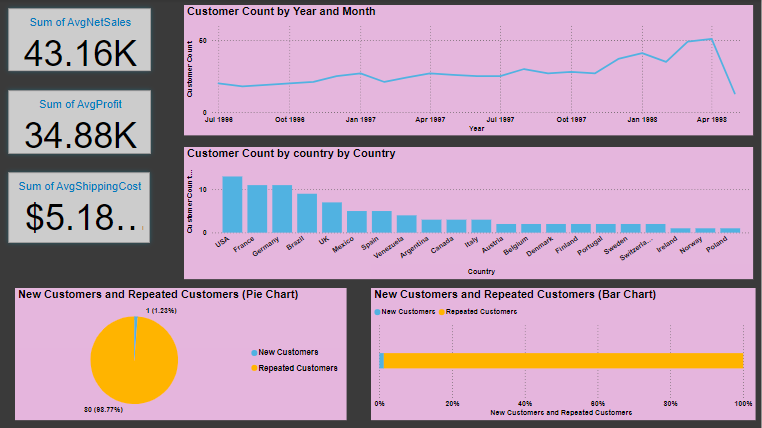 Sum of AvgNetSales
43.16K
Sum of AvgProfit
34.88K
Sum of AvgShippingCost
$5.18...
Customer Count by Year and Month
Customer Count
50
0
Jul 1996 Oct 1996 Jan 1997 Apr 1997 Jul 1997 Oct 1997 Jan 1998 Apr 1998
Year
Customer Count by country by Country
Customer Count...
10
0
USA France Germany Brazil UK Mexico Spain Venezuela Argentina Canada Italy Austria Belgium Denmark Finland Portugal Sweden Switzerla... Ireland Norway Poland
Country
New Customers and Repeated Customers (Pie Chart)
1 (1.23%)
New Customers
Repeated Customers
80 (98.77%)
New Customers and Repeated Customers (Bar Chart)
New Customers Repeated Customers
0% 20% 40% 60% 80% 100%
New Customers and Repeated Customers